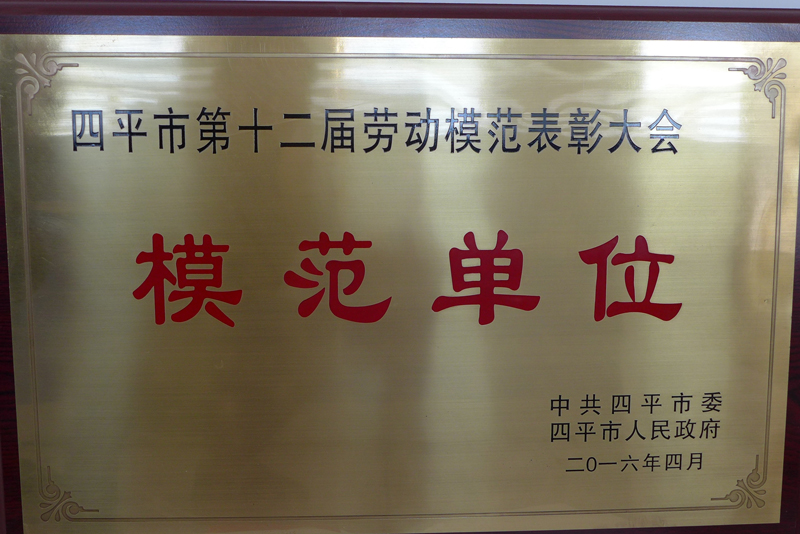 四平市第十二届劳动模范表彰大会
模范单位
中共四平市委
四平市人民政府
二〇一六年四月